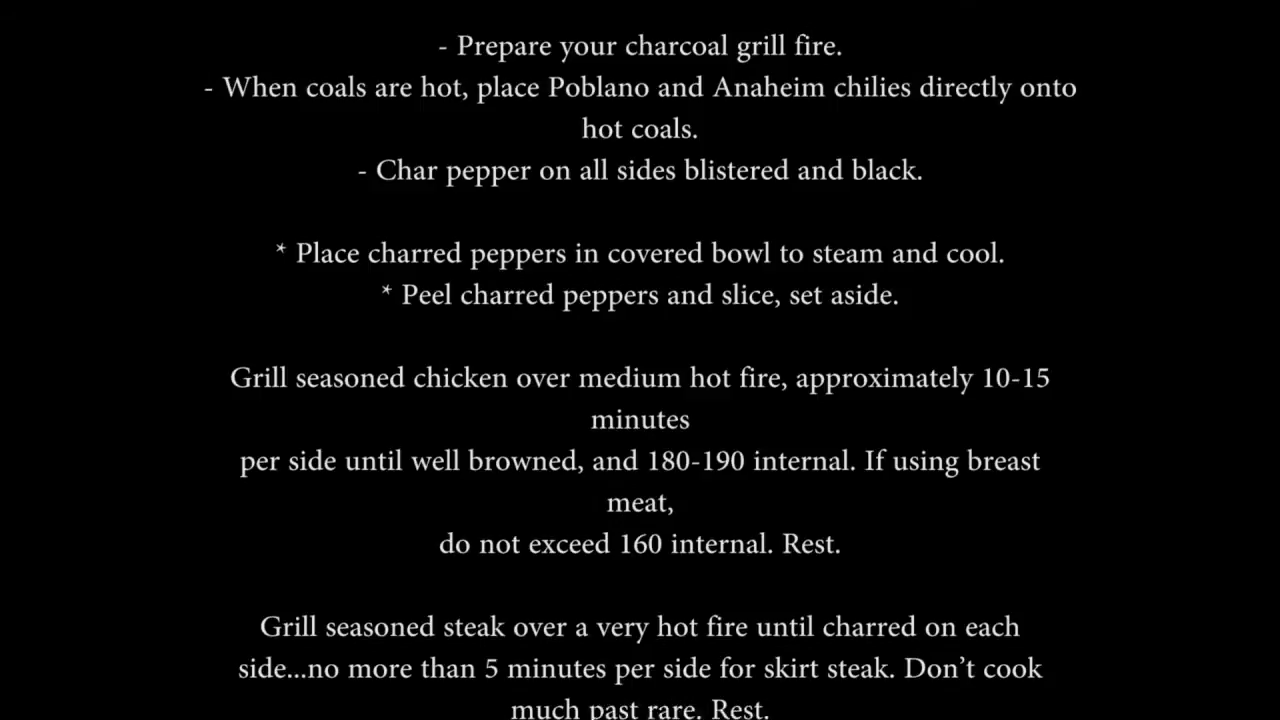 - Prepare your charcoal grill fire.
- When coals are hot, place Poblano and Anaheim chilies directly onto
hot coals.
- Char pepper on all sides blistered and black.
* Place charred peppers in covered bowl to steam and cool.
* Peel charred peppers and slice, set aside.
Grill seasoned chicken over medium hot fire, approximately 10-15
minutes
per side until well browned, and 180-190 internal. If using breast
meat,
do not exceed 160 internal. Rest.
Grill seasoned steak over a very hot fire until charred on each
side...no more than 5 minutes per side for skirt steak. Don’t cook
much past rare. Rest.